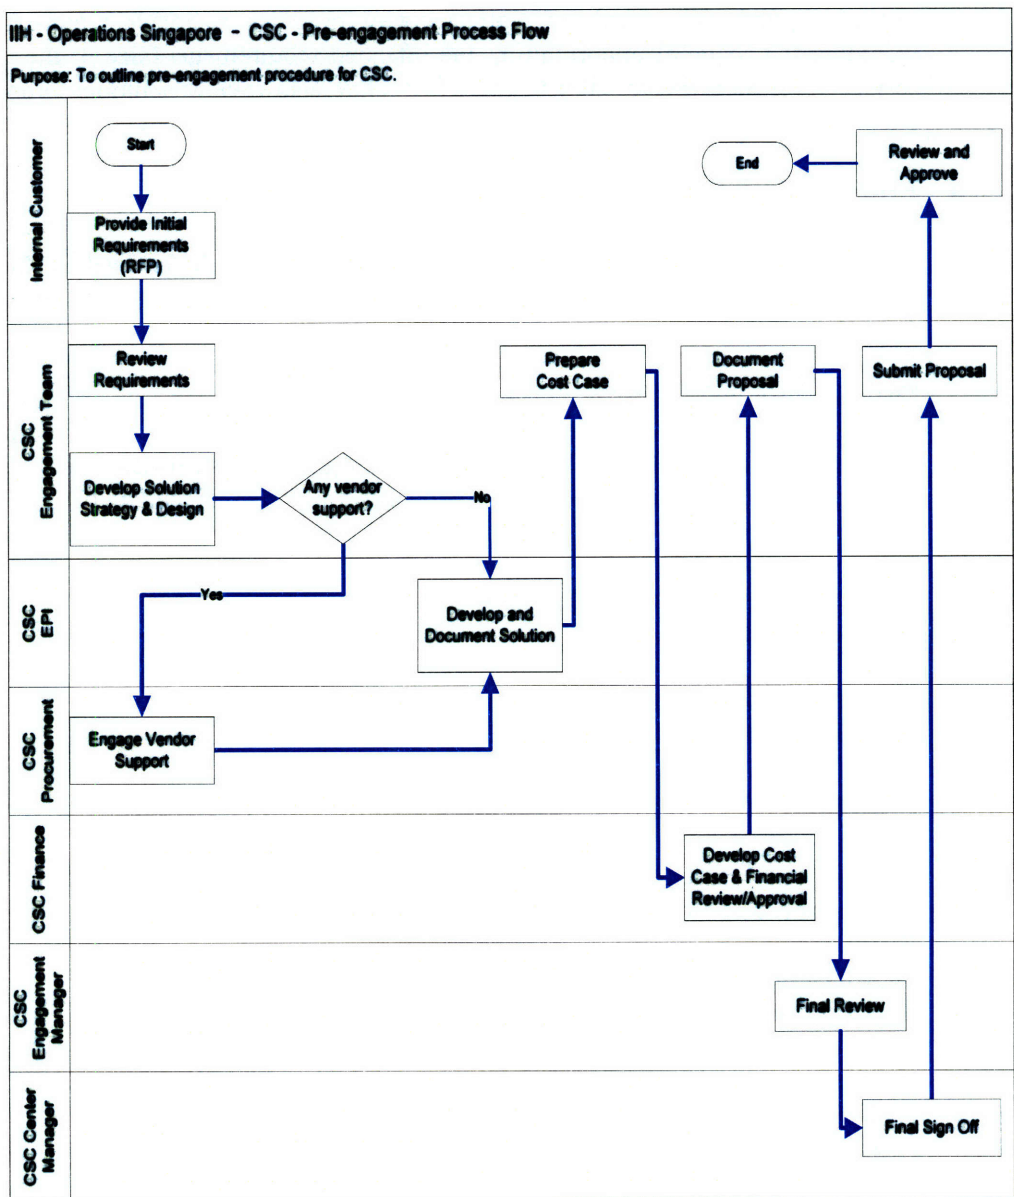 IIH - Operations Singapore - CSC - Pre-engagement Process Flow
Purpose: To outline pre-engagement procedure for CSC.
Internal Customer
Start
Provide Initial
Requirements
(RFP)
End
Review and
Approve
CSC
Engagement Team
Review
Requirements
Develop Solution
Strategy & Design
Any vendor
support?
No
Yes
Prepare
Cost Case
Document
Proposal
Submit Proposal
CSC
EPI
Develop and
Document Solution
CSC
Procurement
Engage Vendor
Support
CSC Finance
Develop Cost
Case & Financial
Review/Approval
CSC
Engagement
Manager
Final Review
CSC Center
Manager
Final Sign Off